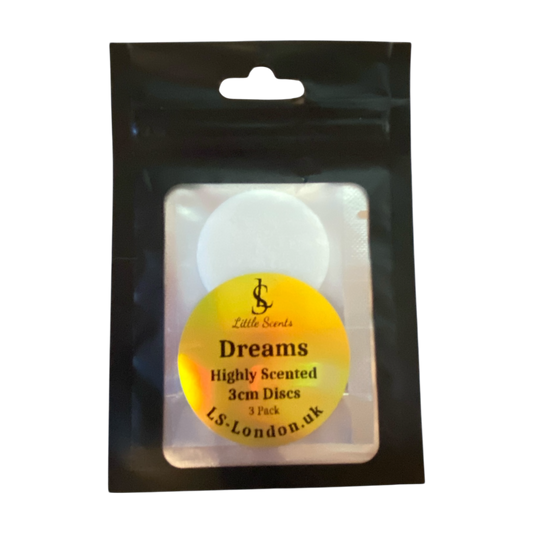 LS
Little Scents
Dreams
Highly Scented
3cm Discs
3 Pack
LS-London.uk